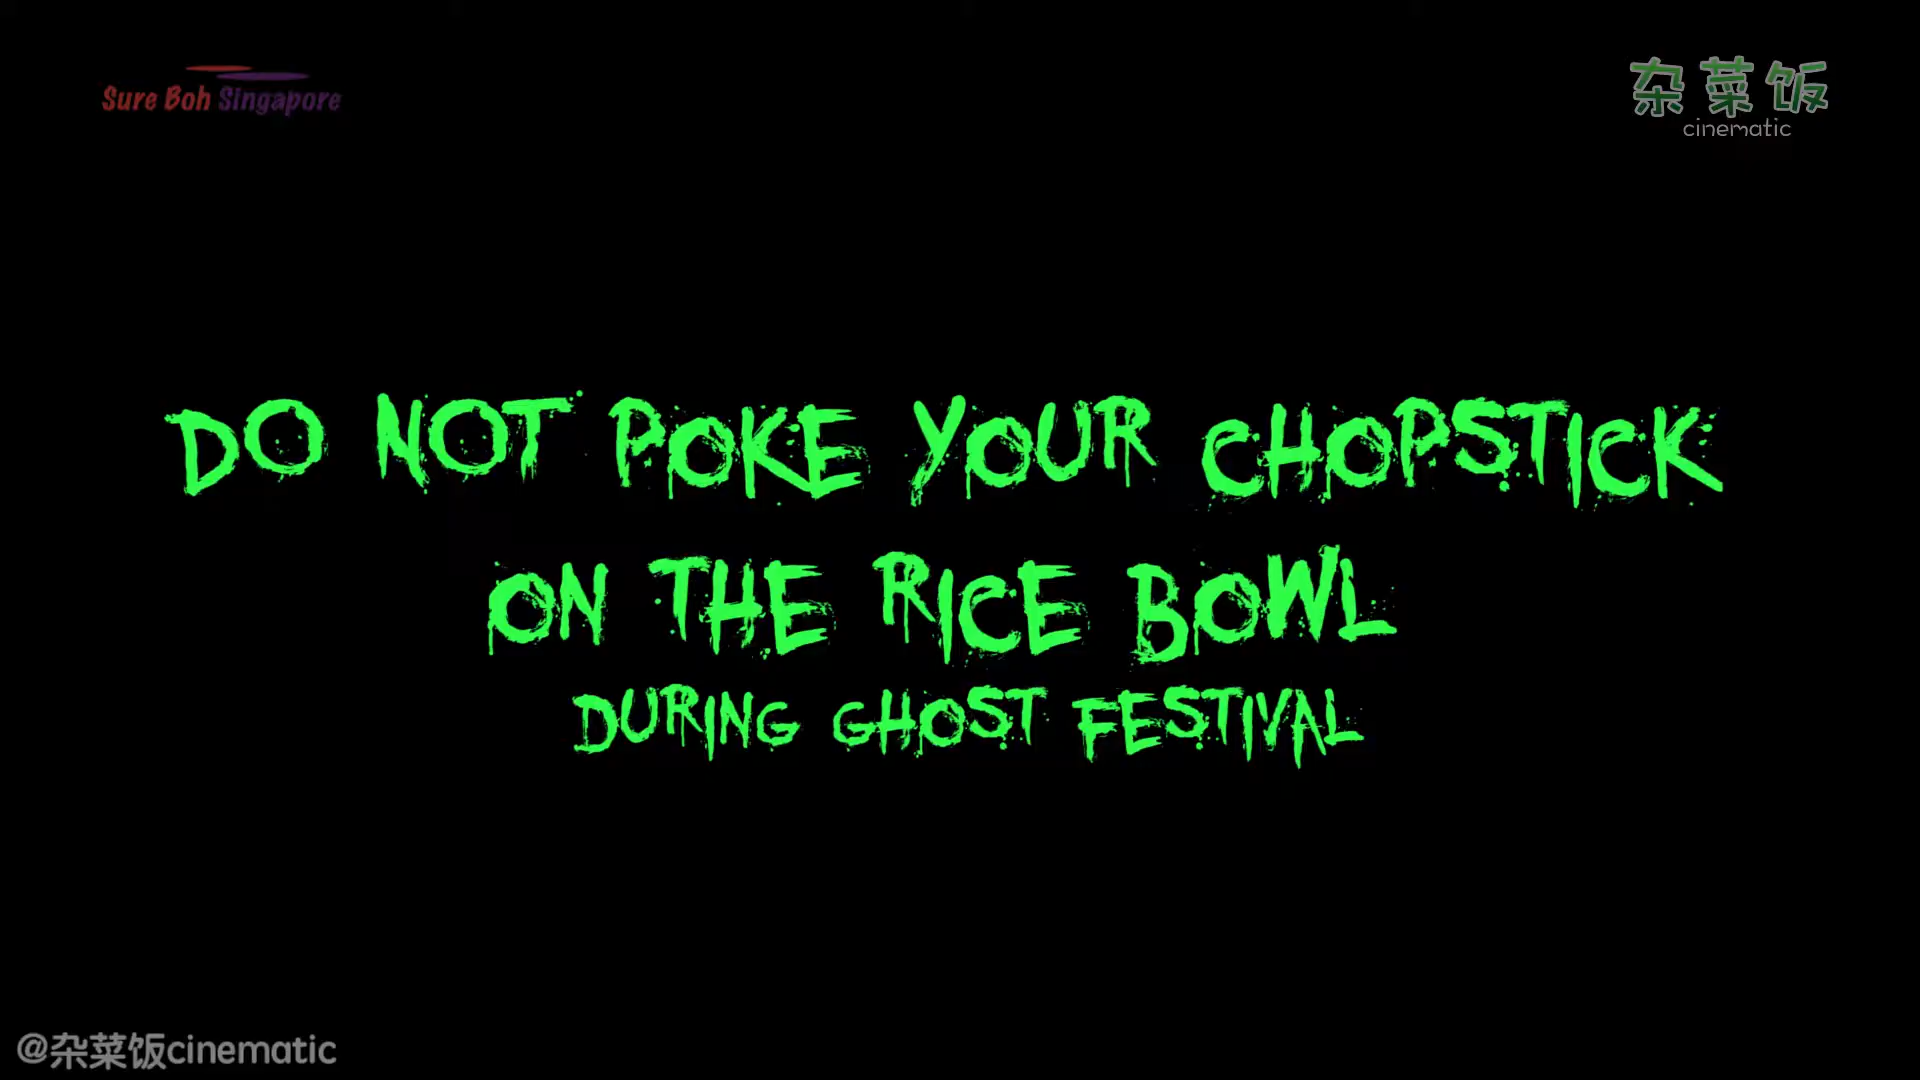 Sure Boh Singapore
杂菜饭
cinematic
DO NOT POKE YOUR CHOPSTICK
ON THE RICE BOWL
DURING GHOST FESTIVAL
@杂菜饭cinematic